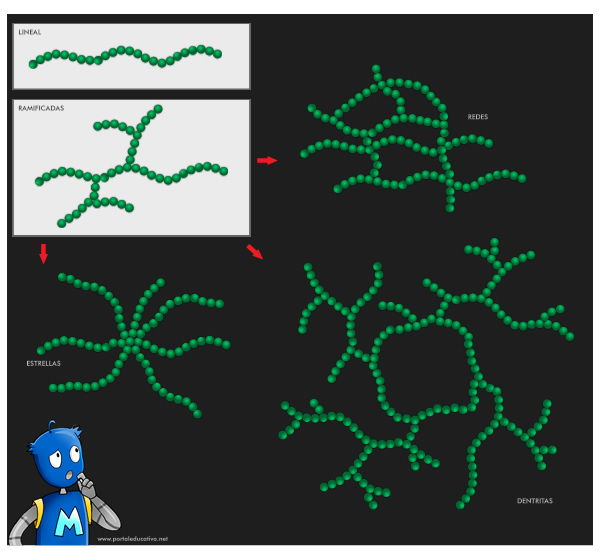 LINEAL
RAMIFICADAS
REDES
ESTRELLAS
DENTRITAS
M
www.portaleducativo.net